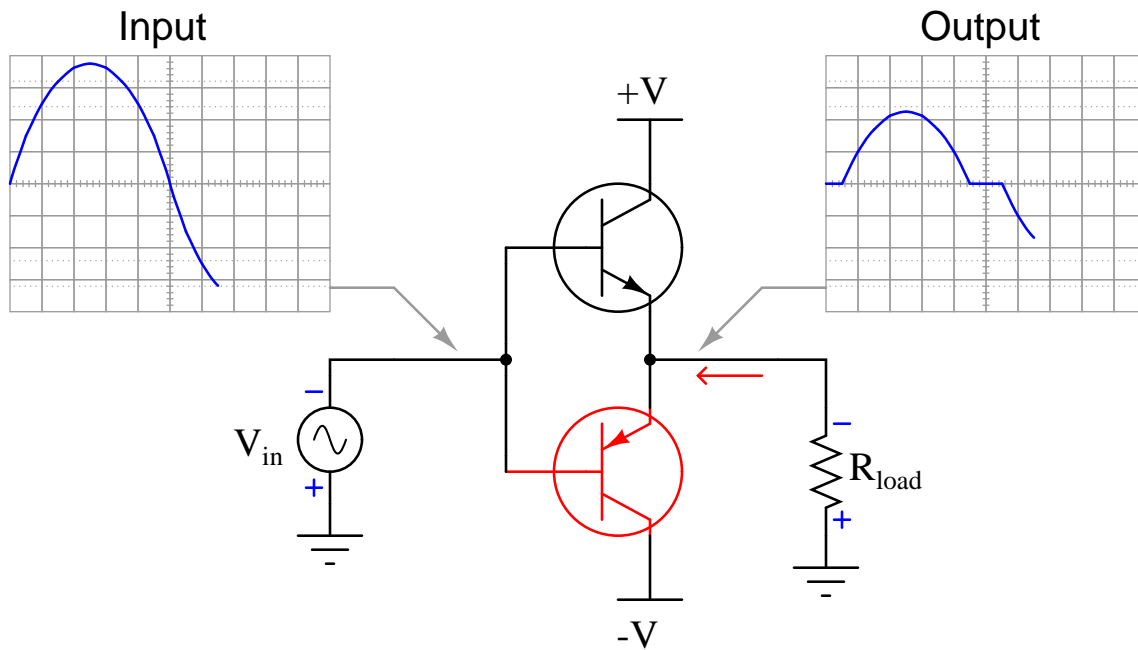 Input
Output
+V
−
V_in
+
−
R_load
+
-V